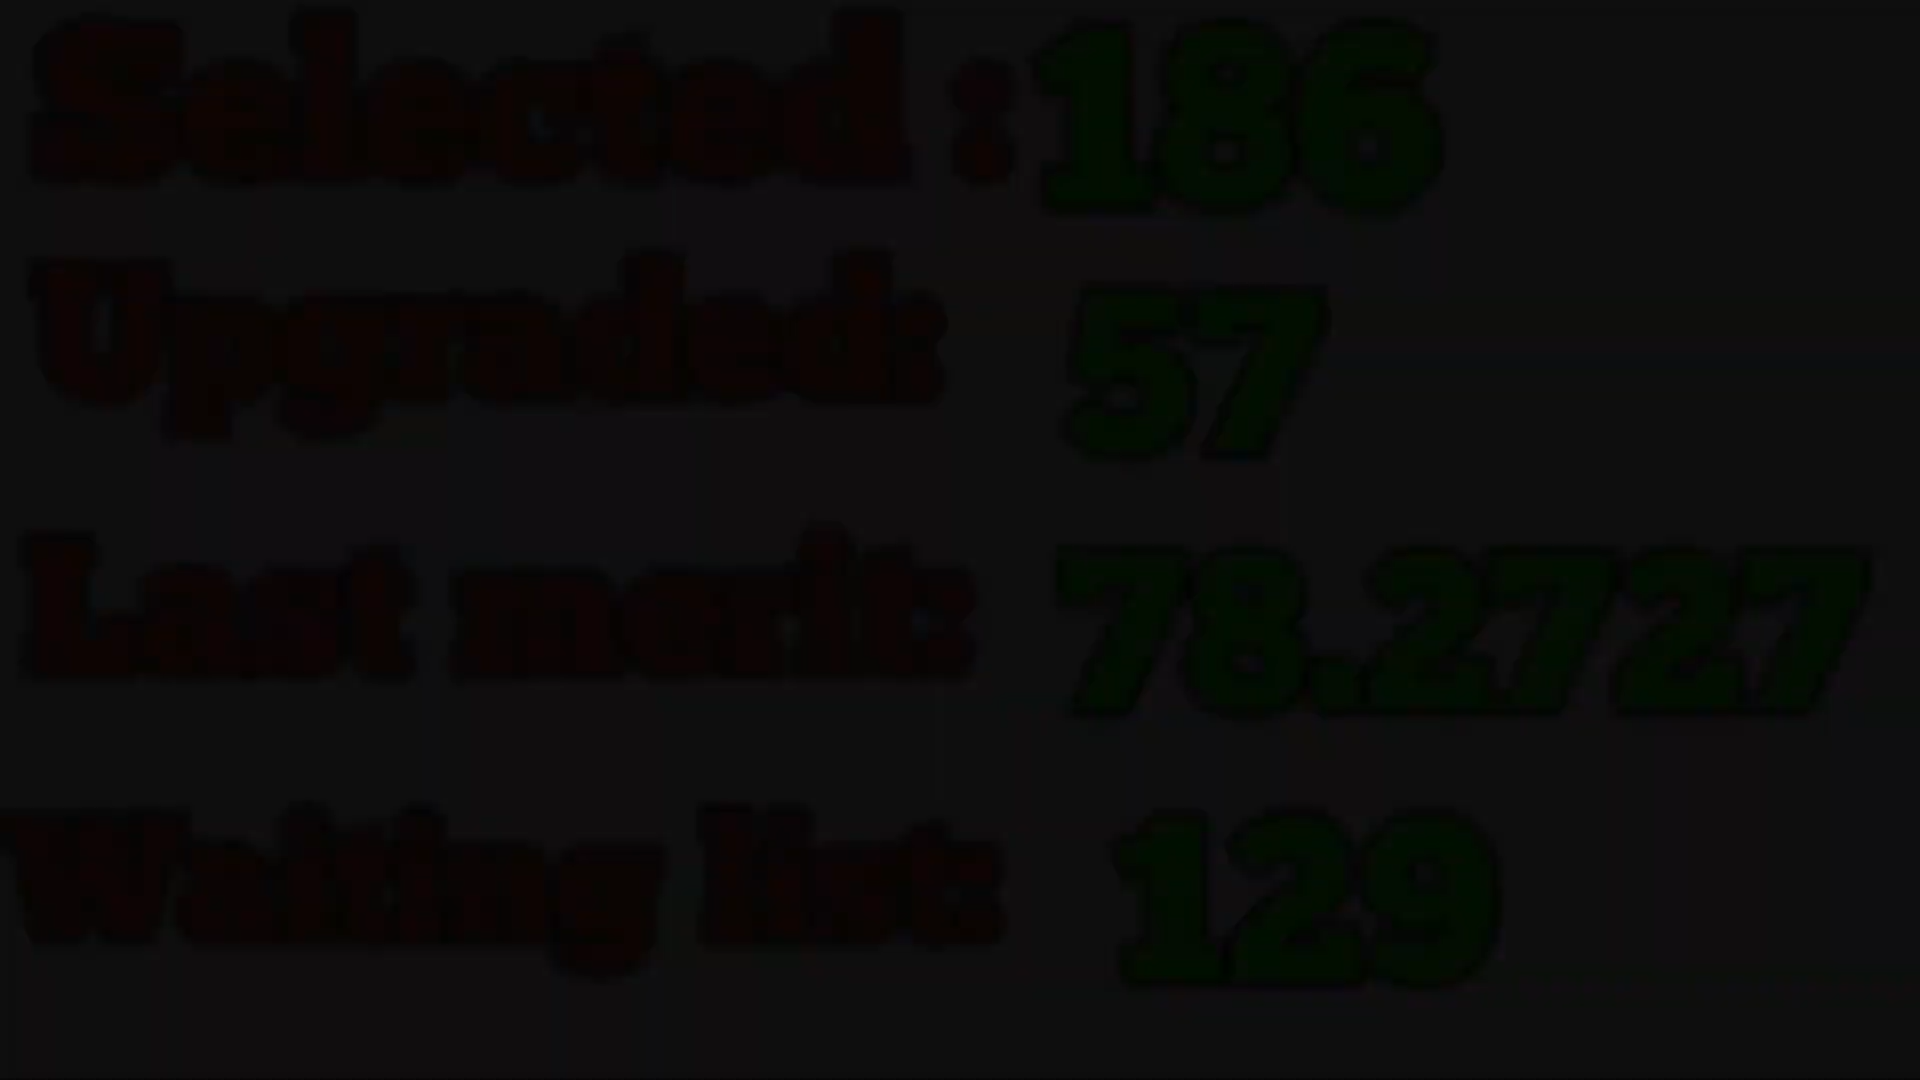 Selected : 186
Upgraded: 57
Last merit: 78.2727
Waiting list: 129